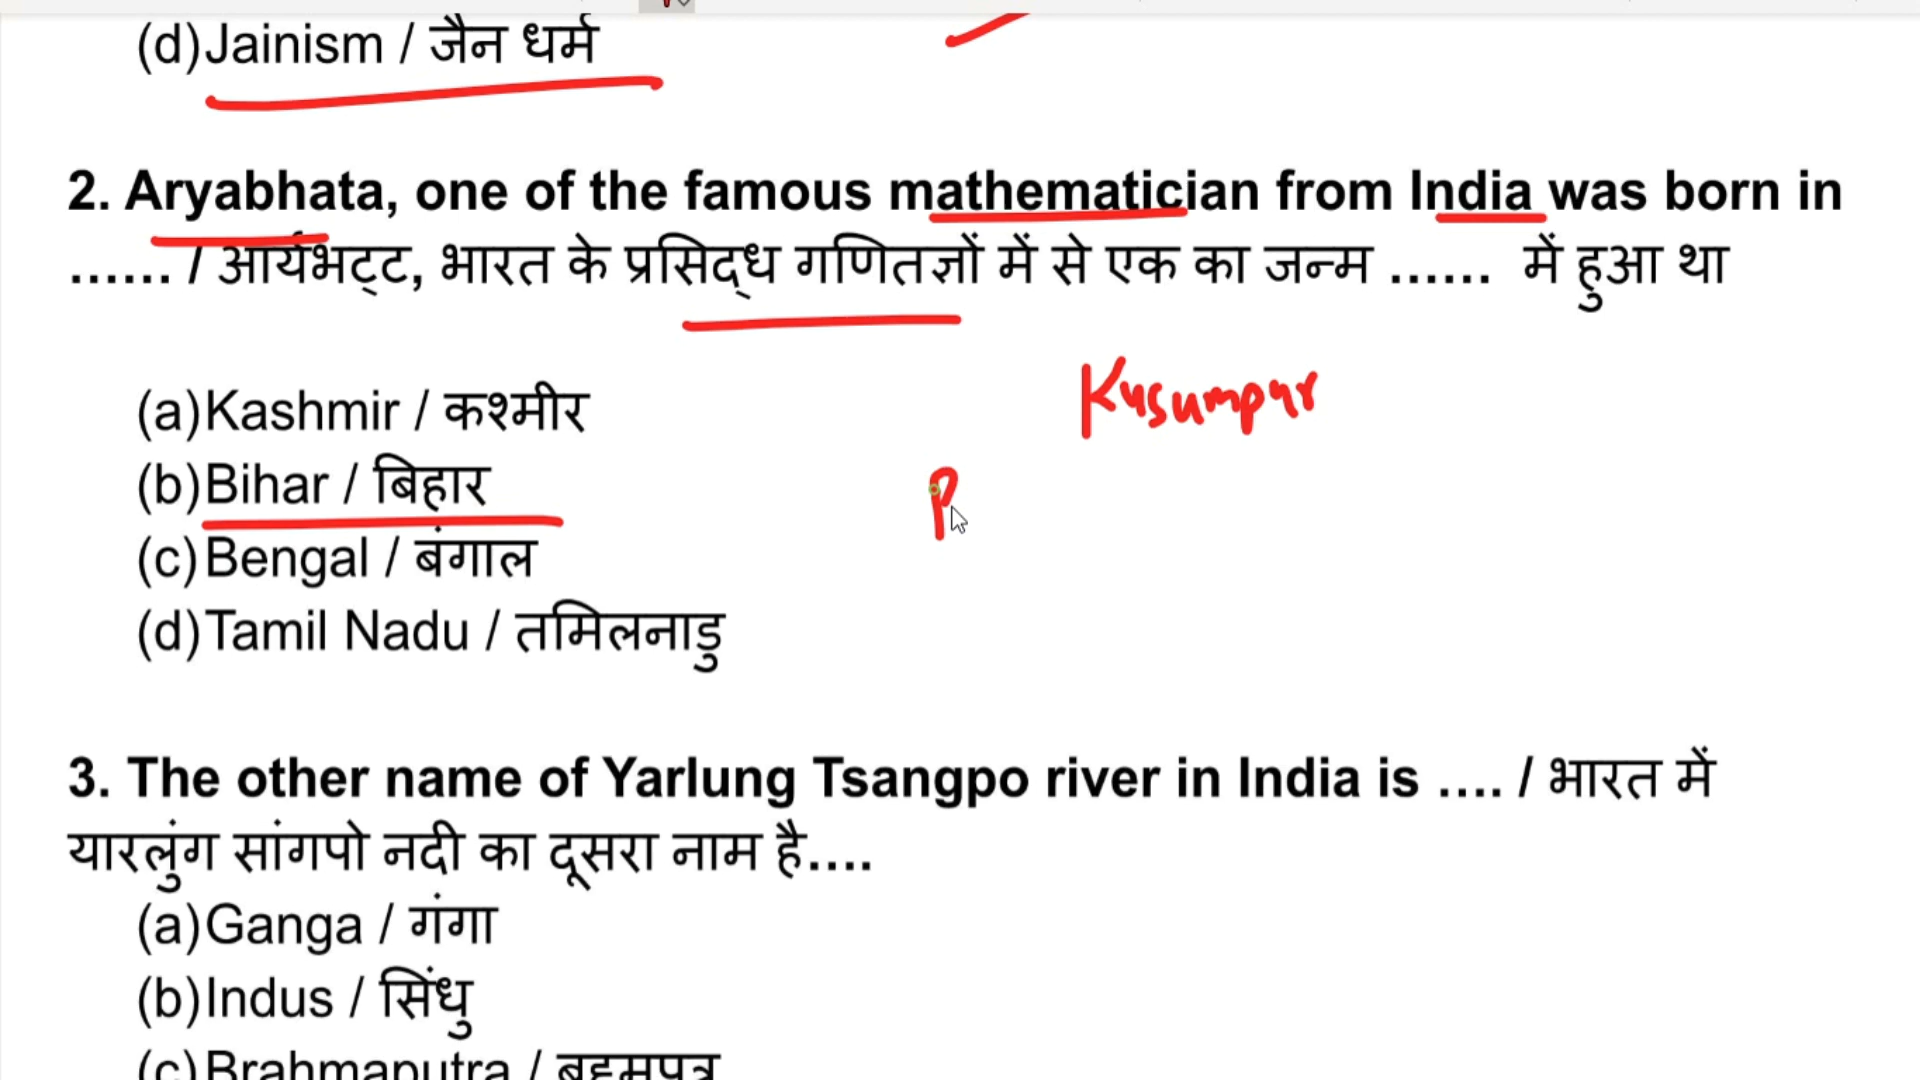 (d)Jainism / जैन धर्म
2. Aryabhata, one of the famous mathematician from India was born in
...... / आर्यभट्ट, भारत के प्रसिद्ध गणितज्ञों में से एक का जन्म ...... में हुआ था
Kusumpur
(a)Kashmir / कश्मीर
(b)Bihar / बिहार
P
(c)Bengal / बंगाल
(d)Tamil Nadu / तमिलनाडु
3. The other name of Yarlung Tsangpo river in India is .... / भारत में
यारलुंग सांगपो नदी का दूसरा नाम है....
(a)Ganga / गंगा
(b)Indus / सिंधु
(c)Brahmaputra / ब्रह्मपुत्र